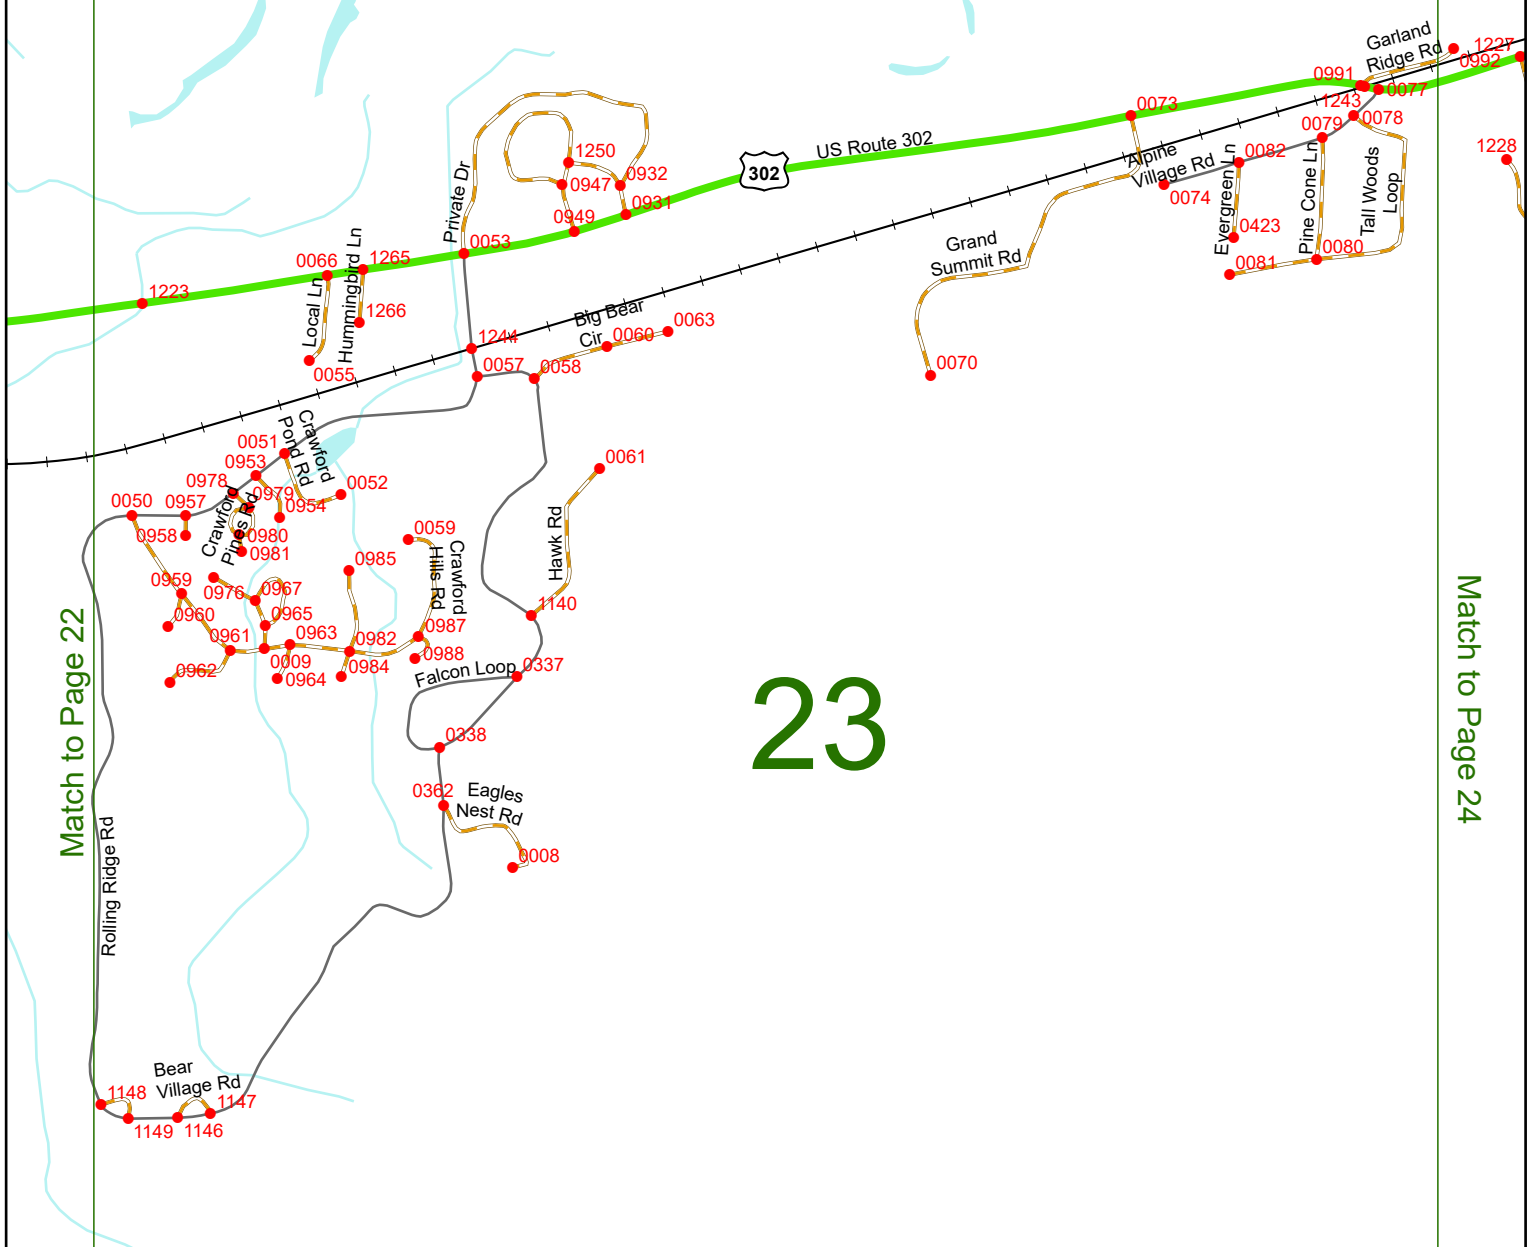 Garland
Ridge Rd
1227
0992
0991
0077
1243
0078
0073
0079
1228
US Route 302
302
Alpine
Village Rd
0082
0074
Evergreen Ln
Pine Cone Ln
Tall Woods
Loop
0423
0080
0081
1250
0932
0947
0931
0949
Private Dr
0053
Grand
Summit Rd
0066
Hummingbird Ln
1265
Local Ln
1223
1266
0055
Big Bear
Cir
0060
0063
1244
0057
0058
0070
0051
Crawford
Pond Rd
0953
0052
0978
0979
0954
0061
0050
0957
0958
Crawford
Pines Rd
0980
0981
0059
Crawford
Hills Rd
Hawk Rd
0985
0959
0976
0967
0960
0965
1140
0961
0963
0982
0987
0988
0009
0962
0964
0984
Falcon Loop
0337
Match to Page 22
23
Match to Page 24
0338
0362
Eagles
Nest Rd
0008
Rolling Ridge Rd
Bear
Village Rd
1148
1147
1149
1146